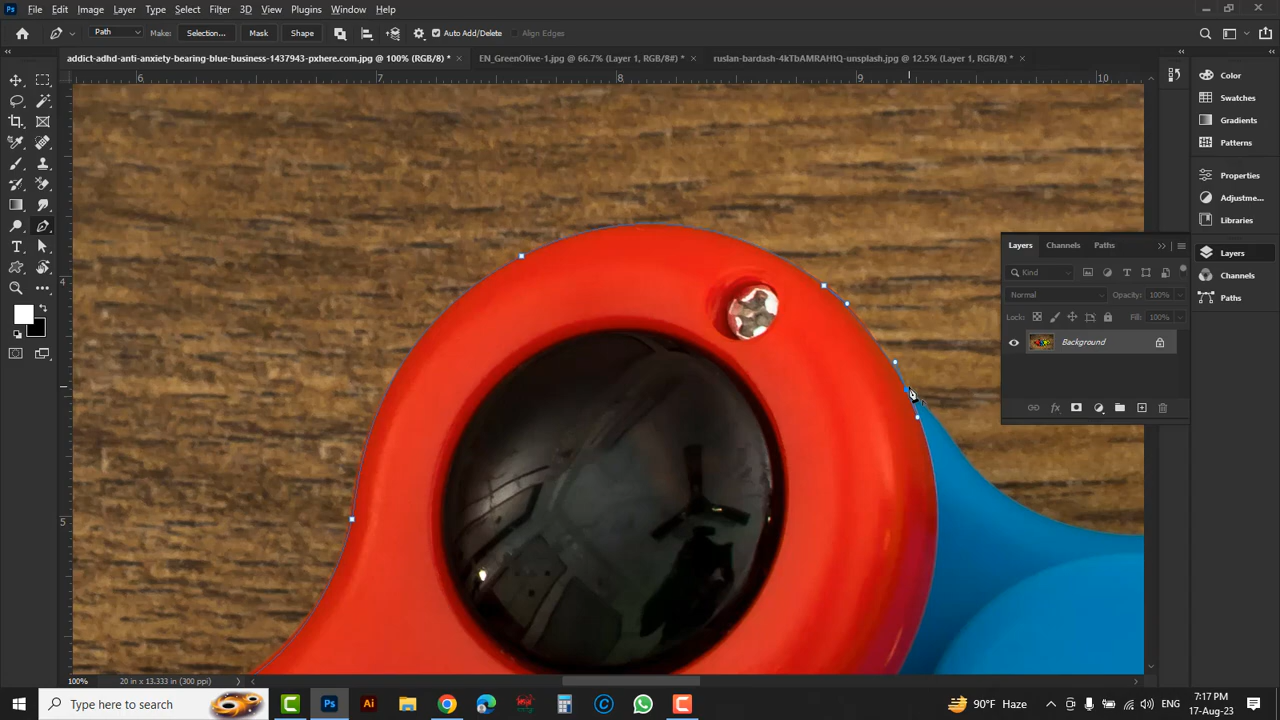 Ps File Edit Image Layer Type Select Filter 3D View Plugins Window Help
Path Make: Selection... Mask Shape Auto Add/Delete Align Edges
addict-adhd-anti-anxiety-bearing-blue-business-1437943-pxhere.com.jpg @ 100% (RGB/8) * × EN_GreenOlive-1.jpg @ 66.7% (Layer 1, RGB/8#) * × ruslan-bardash-4kTbAMRAHtQ-unsplash.jpg @ 12.5% (Layer 1, RGB/8) * ×
6 7 8 9 10
4
5
Color
Swatches
Gradients
Patterns
Properties
Adjustme...
Libraries
Layers
Channels
Paths
Layers Channels Paths
Kind
Normal Opacity: 100%
Lock: Fill: 100%
Background
100% 20 in x 13.333 in (300 ppi)
Type here to search
Ps Ai
90°F Haze
7:17 PM
17-Aug-23